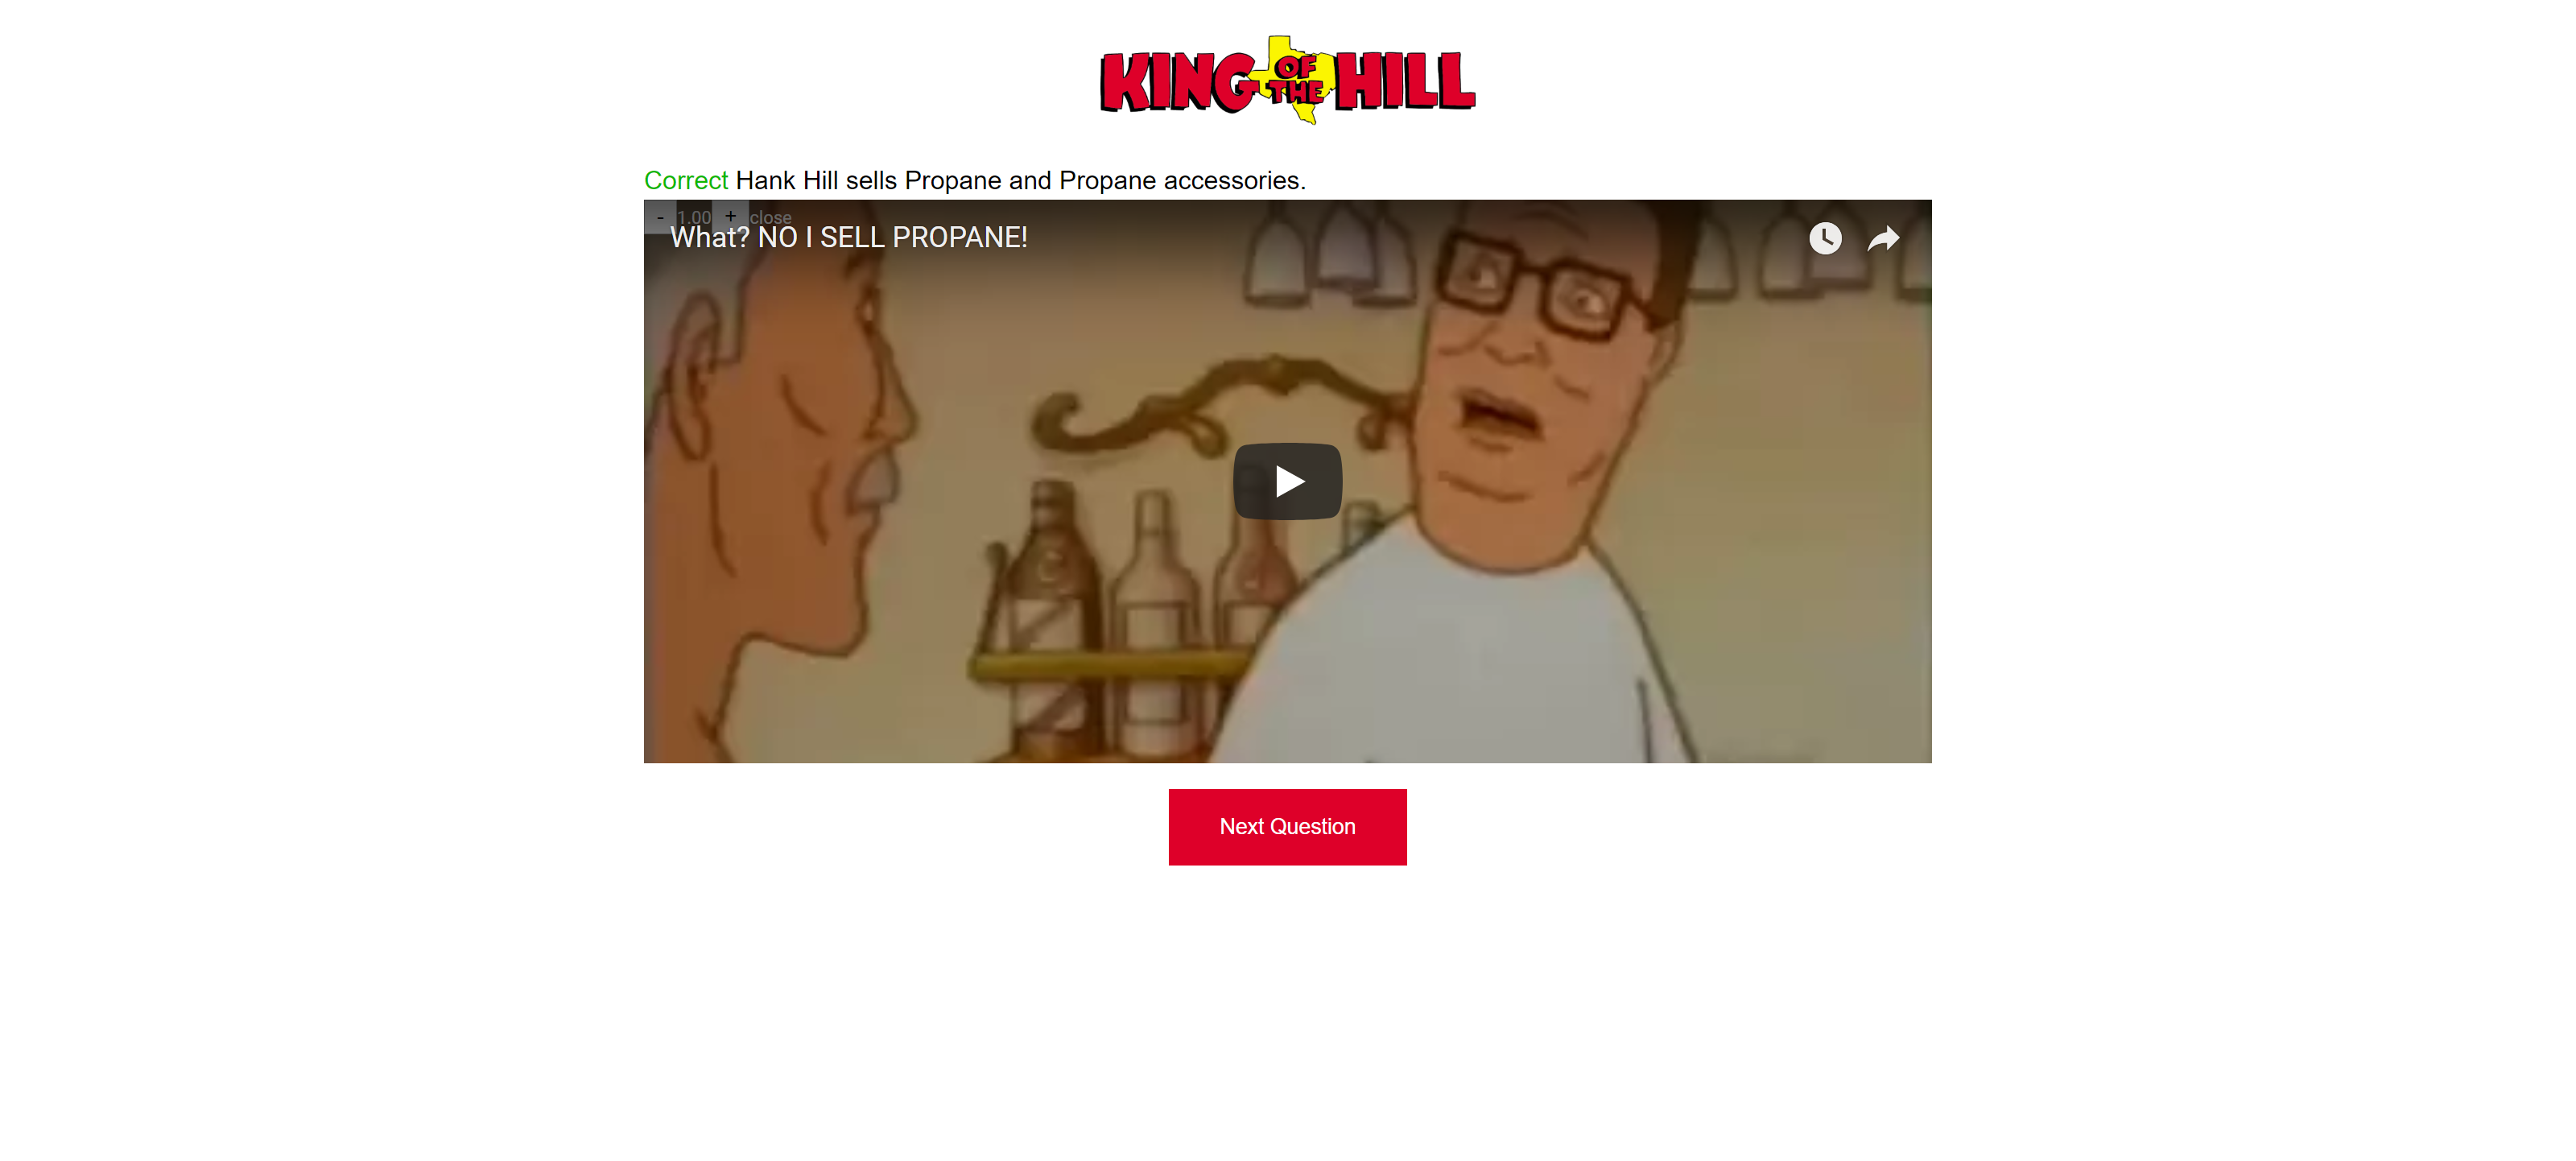 KING OF THE HILL
Correct Hank Hill sells Propane and Propane accessories.
- 1.00 + close
What? NO I SELL PROPANE!
Next Question